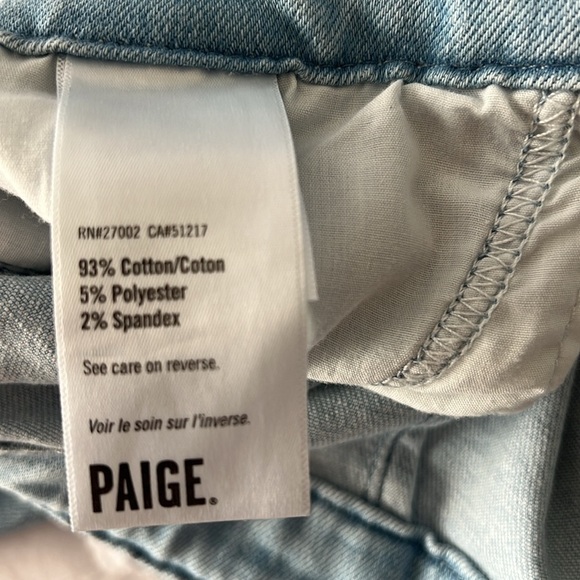 RN#27002 CA#51217
93% Cotton/Coton
5% Polyester
2% Spandex
See care on reverse.
Voir le soin sur l'inverse.
PAIGE®